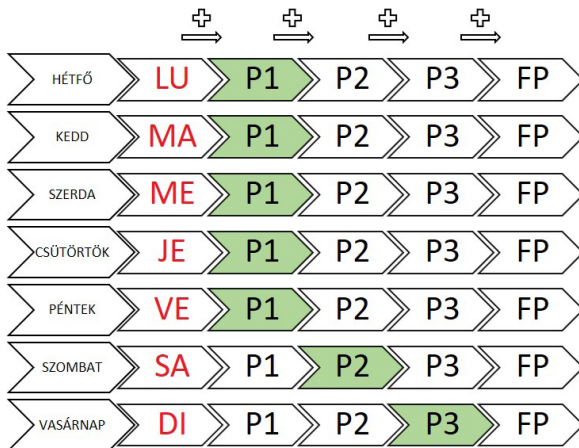 HÉTFŐ LU P1 P2 P3 FP
KEDD MA P1 P2 P3 FP
SZERDA ME P1 P2 P3 FP
CSÜTÖRTÖK JE P1 P2 P3 FP
PÉNTEK VE P1 P2 P3 FP
SZOMBAT SA P1 P2 P3 FP
VASÁRNAP DI P1 P2 P3 FP